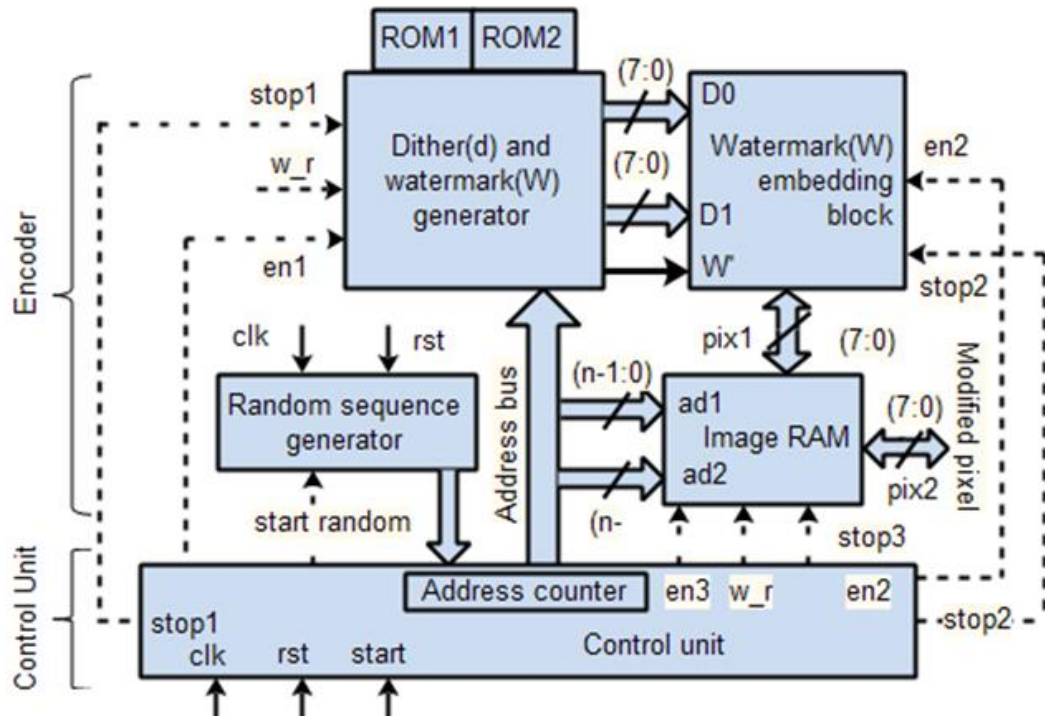 ROM1 ROM2
stop1
w_r
en1
Dither(d) and
watermark(W)
generator
(7:0)
(7:0)
D0
Watermark(W)
embedding
block
D1
W'
en2
stop2
Encoder
clk
rst
Random sequence
generator
start random
Address bus
(n-1:0)
(n-
pix1
(7:0)
ad1
Image RAM
ad2
(7:0)
pix2
Modified pixel
stop3
Control Unit
Address counter
en3
w_r
en2
stop1
stop2
Control unit
clk
rst
start